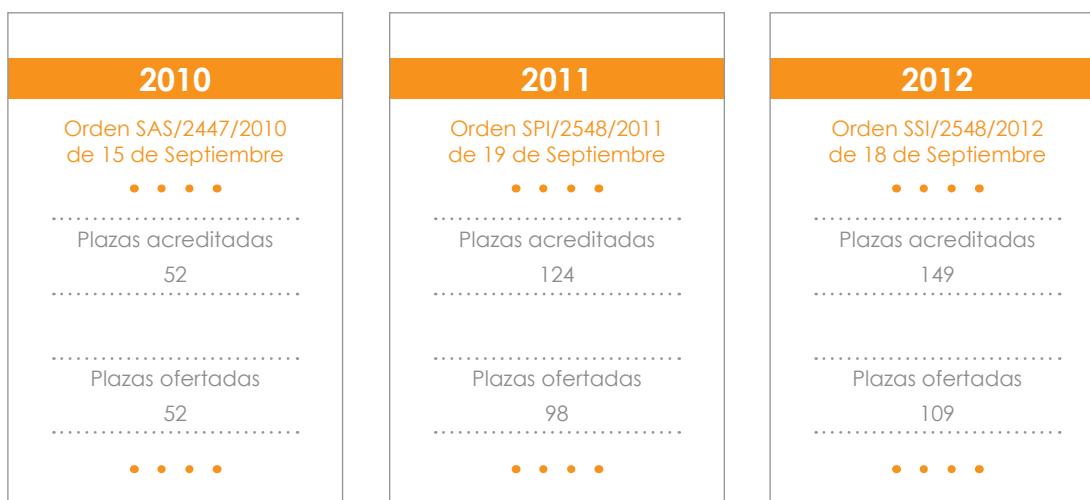 2010
Orden SAS/2447/2010
de 15 de Septiembre
Plazas acreditadas
52
Plazas ofertadas
52
2011
Orden SPI/2548/2011
de 19 de Septiembre
Plazas acreditadas
124
Plazas ofertadas
98
2012
Orden SSI/2548/2012
de 18 de Septiembre
Plazas acreditadas
149
Plazas ofertadas
109